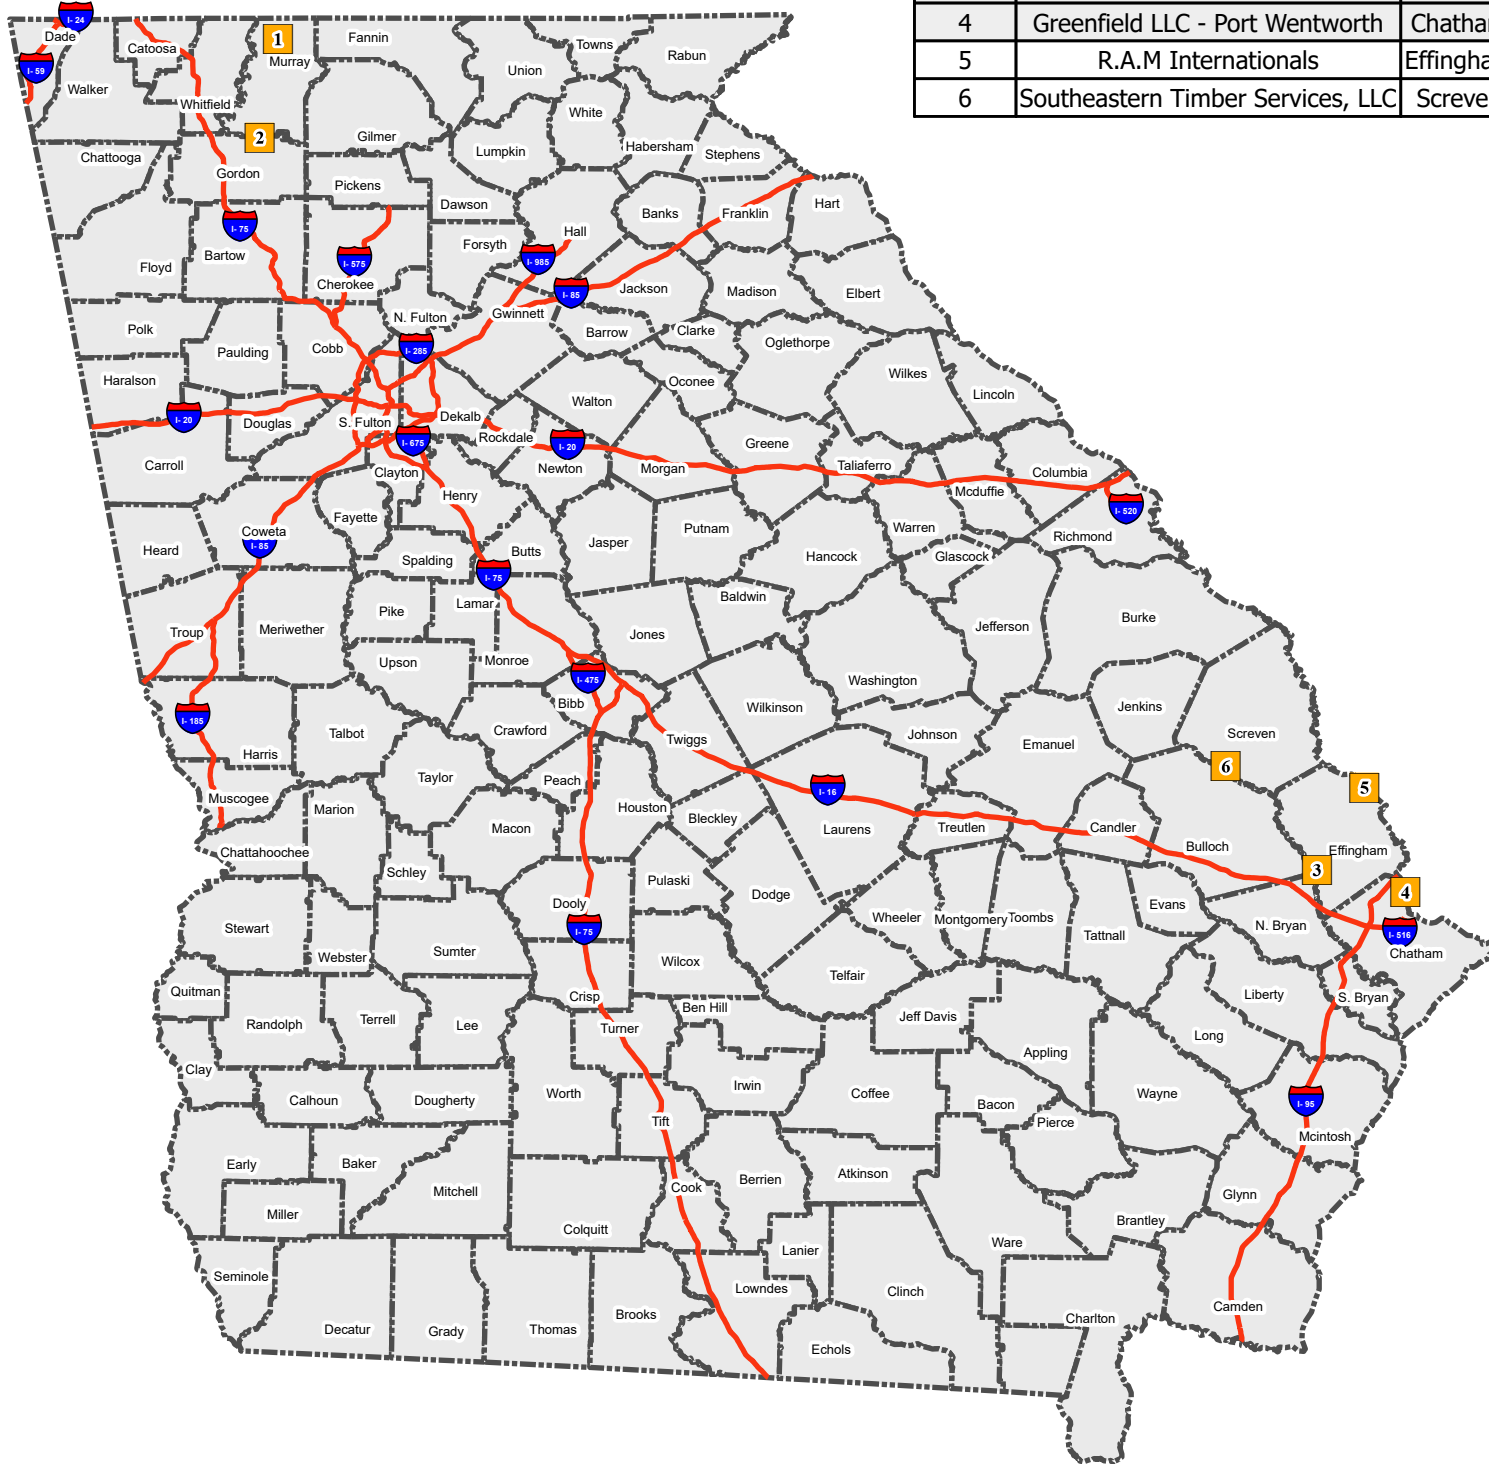 4 Greenfield LLC - Port Wentworth Chatha
5 R.A.M Internationals Effingha
6 Southeastern Timber Services, LLC Screve
I- 24
Dade
Catoosa
1
Fannin
Towns
Rabun
Murray
Union
I- 59
Walker
Whitfield
White
2
Gilmer
Habersham
Chattooga
Lumpkin
Stephens
Gordon
Pickens
Dawson
Banks
Franklin
Hart
I- 75
Hall
Forsyth
Bartow
I- 575
I- 985
Floyd
Cherokee
I- 85
Jackson
Madison
Elbert
N. Fulton
Gwinnett
Polk
Barrow
Clarke
Oglethorpe
Paulding
Cobb
I- 285
Haralson
Oconee
Wilkes
Lincoln
I- 20
Douglas
S. Fulton
Dekalb
Walton
I- 675
Rockdale
I- 20
Greene
Carroll
Clayton
Newton
Morgan
Taliaferro
Columbia
Henry
Mcduffie
I- 520
Fayette
Coweta
I- 85
Putnam
Warren
Richmond
Heard
Spalding
Butts
Jasper
Hancock
Glascock
I- 75
Baldwin
Pike
Lamar
Burke
Troup
Meriwether
Jones
Jefferson
Upson
Monroe
I- 475
Washington
Bibb
Wilkinson
Jenkins
I- 185
Talbot
Crawford
Twiggs
Johnson
Emanuel
Screven
Harris
6
Taylor
Peach
I- 16
5
Muscogee
Marion
Houston
Bleckley
Macon
Laurens
Treutlen
Candler
Bulloch
Chattahoochee
Effingham
Schley
Pulaski
3
Dodge
4
Dooly
Stewart
I- 75
Wheeler
Montgomery
Toombs
Evans
N. Bryan
I- 516
Webster
Sumter
Tattnall
Chatham
Wilcox
Telfair
Quitman
Crisp
Liberty
S. Bryan
Randolph
Terrell
Lee
Turner
Ben Hill
Jeff Davis
Long
Appling
Clay
Worth
Irwin
Coffee
Wayne
Calhoun
Dougherty
Bacon
I- 95
Tift
Pierce
Mcintosh
Early
Baker
Berrien
Atkinson
Mitchell
Cook
Glynn
Miller
Colquitt
Brantley
Lanier
Ware
Seminole
Lowndes
Clinch
Camden
Decatur
Grady
Thomas
Brooks
Charlton
Echols